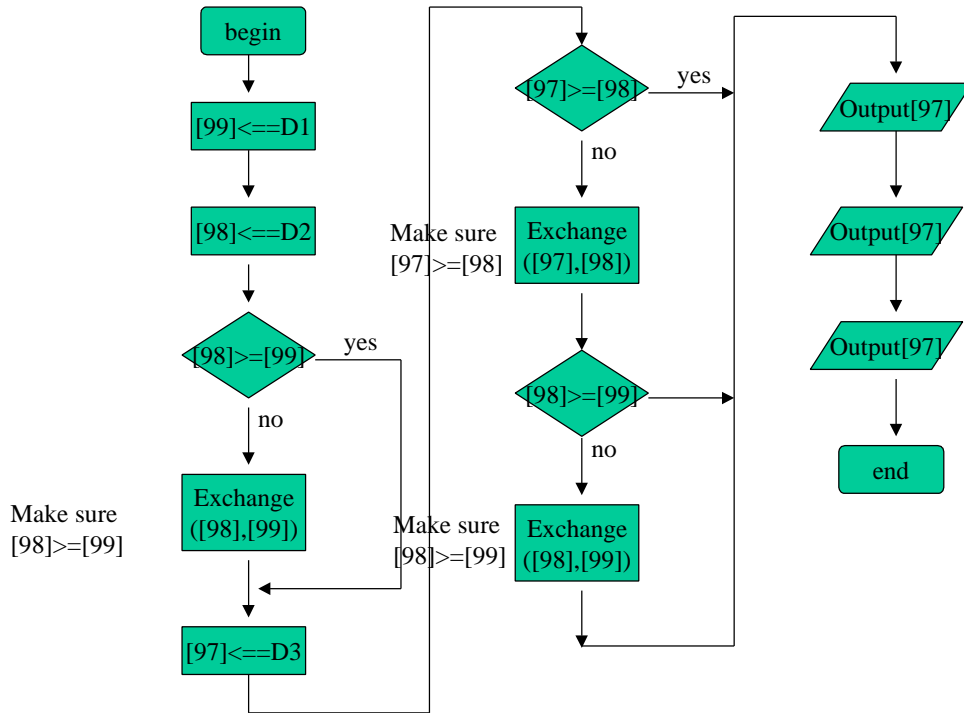 begin
[99]<==D1
[98]<==D2
[98]>=[99]
yes
no
Exchange
([98],[99])
Make sure
[98]>=[99]
[97]<==D3
[97]>=[98]
yes
no
Make sure
[97]>=[98]
Exchange
([97],[98])
[98]>=[99]
no
Make sure
[98]>=[99]
Exchange
([98],[99])
Output[97]
Output[97]
Output[97]
end